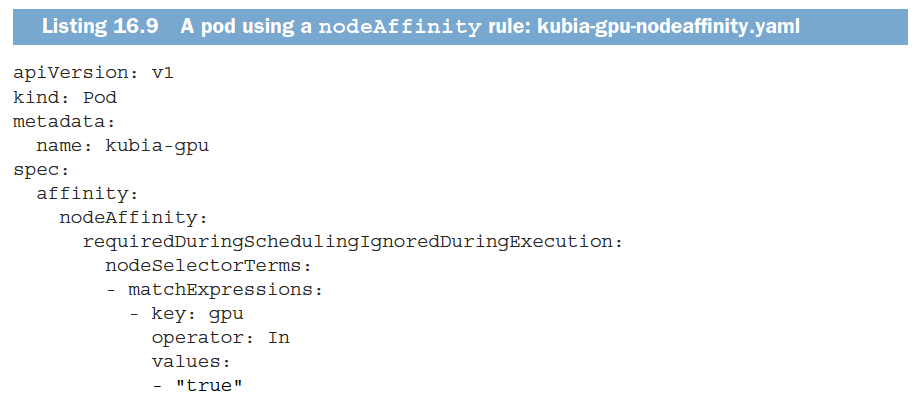 Listing 16.9 A pod using a nodeAffinity rule: kubia-gpu-nodeaffinity.yaml
apiVersion: v1
kind: Pod
metadata:
  name: kubia-gpu
spec:
  affinity:
    nodeAffinity:
      requiredDuringSchedulingIgnoredDuringExecution:
        nodeSelectorTerms:
        - matchExpressions:
          - key: gpu
            operator: In
            values:
            - "true"